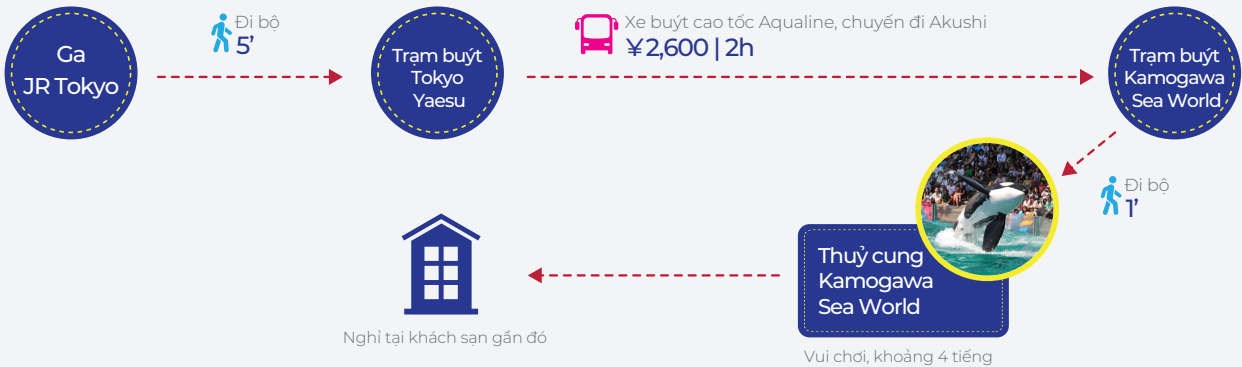 Ga
JR Tokyo
Đi bộ
5’
Trạm buýt
Tokyo
Yaesu
Xe buýt cao tốc Aqualine, chuyến đi Akushi
¥2,600 | 2h
Trạm buýt
Kamogawa
Sea World
Đi bộ
1’
Thuỷ cung
Kamogawa
Sea World
Vui chơi, khoảng 4 tiếng
Nghỉ tại khách sạn gần đó